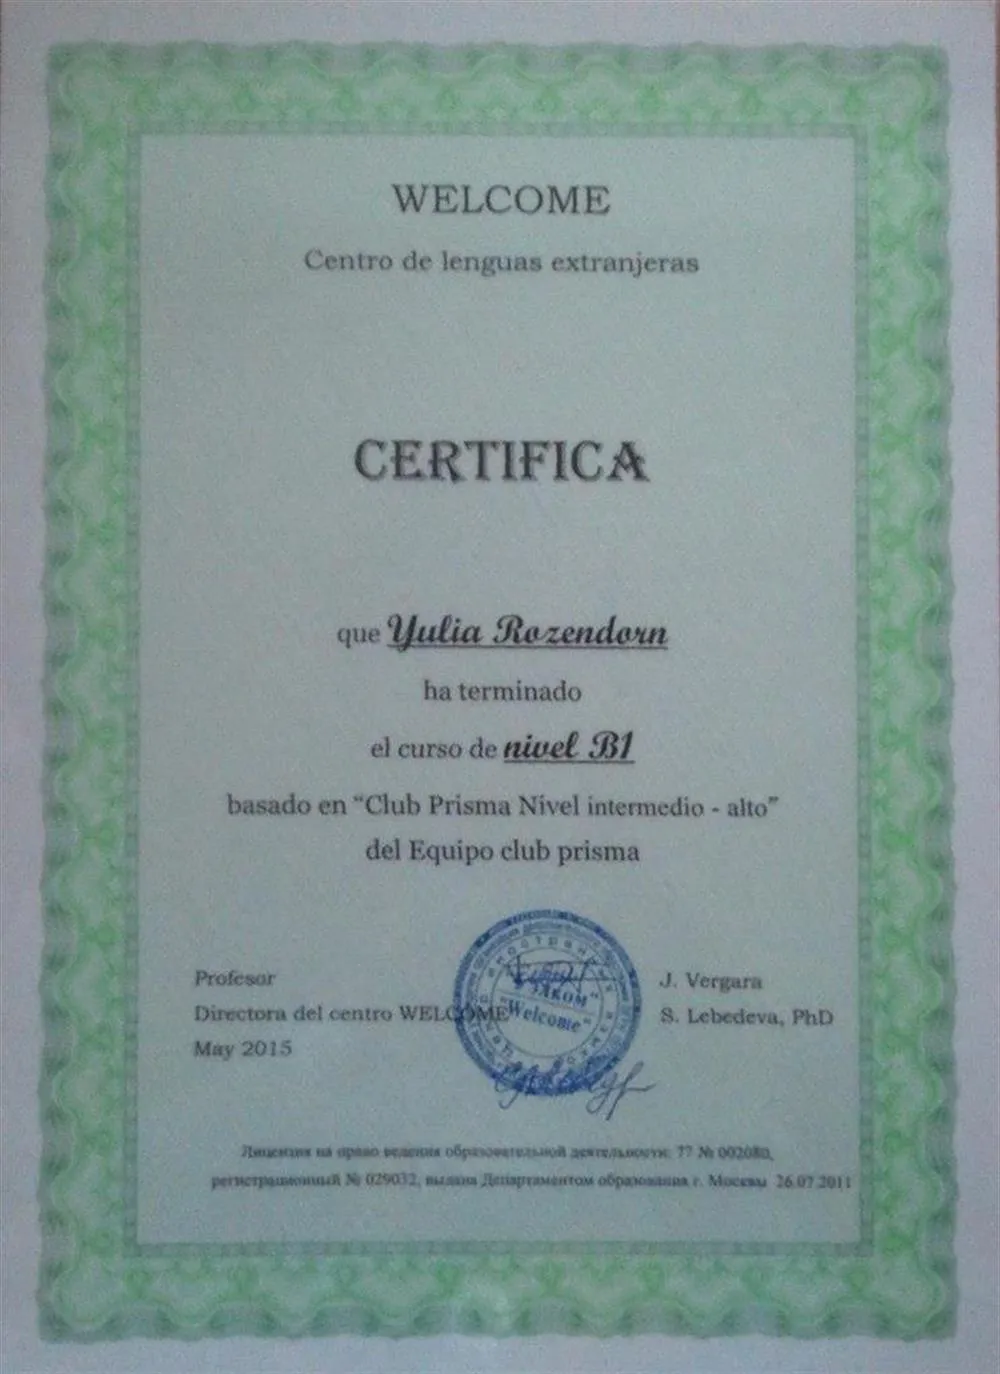 WELCOME
Centro de lenguas extranjeras
CERTIFICA
que Yulia Rozendorn
ha terminado
el curso de nivel B1
basado en “Club Prisma Nivel intermedio - alto”
del Equipo club prisma
Profesor J. Vergara
Directora del centro WELCOME S. Lebedeva, PhD
May 2015
"Welcome"
Лицензия на право ведения образовательной деятельности: 77 № 002080,
регистрационный № 029032, выдана Департаментом образования г. Москвы 26.07.2011